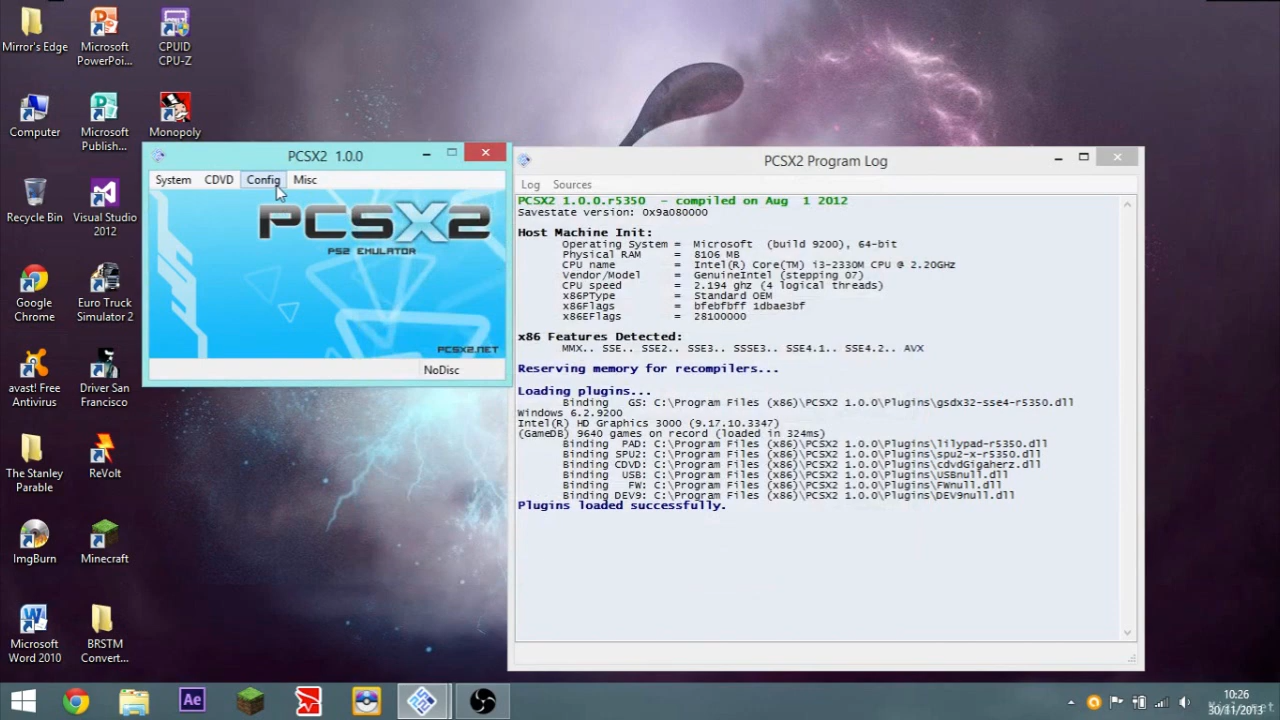 Mirror's Edge
Microsoft PowerPoi...
CPUID CPU-Z
Computer
Microsoft Publish...
Monopoly
Recycle Bin
Visual Studio 2012
Google Chrome
Euro Truck Simulator 2
avast! Free Antivirus
Driver San Francisco
The Stanley Parable
ReVolt
ImgBurn
Minecraft
Microsoft Word 2010
BRSTM Convert...
PCSX2 1.0.0
System CDVD Config Misc
PCSX2
PS2 EMULATOR
PCSX2.NET
NoDisc
PCSX2 Program Log
Log Sources
PCSX2 1.0.0.r5350 - compiled on Aug 1 2012
Savestate version: 0x9a080000
Host Machine Init:
Operating System = Microsoft (build 9200), 64-bit
Physical RAM = 8106 MB
CPU name = Intel(R) Core(TM) i3-2330M CPU @ 2.20GHz
Vendor/Model = GenuineIntel (stepping 07)
CPU speed = 2.194 ghz (4 logical threads)
x86PType = Standard OEM
x86Flags = bfebfbff 1dbae3bf
x86EFlags = 28100000
x86 Features Detected:
MMX.. SSE.. SSE2.. SSE3.. SSSE3.. SSE4.1.. SSE4.2.. AVX
Reserving memory for recompilers...
Loading plugins...
Binding GS: C:\Program Files (x86)\PCSX2 1.0.0\Plugins\gsdx32-sse4-r5350.dll
Windows 6.2.9200
Intel(R) HD Graphics 3000 (9.17.10.3347)
(GameDB) 9640 games on record (loaded in 324ms)
Binding PAD: C:\Program Files (x86)\PCSX2 1.0.0\Plugins\lilypad-r5350.dll
Binding SPU2: C:\Program Files (x86)\PCSX2 1.0.0\Plugins\spu2-x-r5350.dll
Binding CDVD: C:\Program Files (x86)\PCSX2 1.0.0\Plugins\cdvdGigaherz.dll
Binding USB: C:\Program Files (x86)\PCSX2 1.0.0\Plugins\USBnull.dll
Binding FW: C:\Program Files (x86)\PCSX2 1.0.0\Plugins\FWnull.dll
Binding DEV9: C:\Program Files (x86)\PCSX2 1.0.0\Plugins\DEV9null.dll
Plugins loaded successfully.
Ae
10:26
30/11/2013